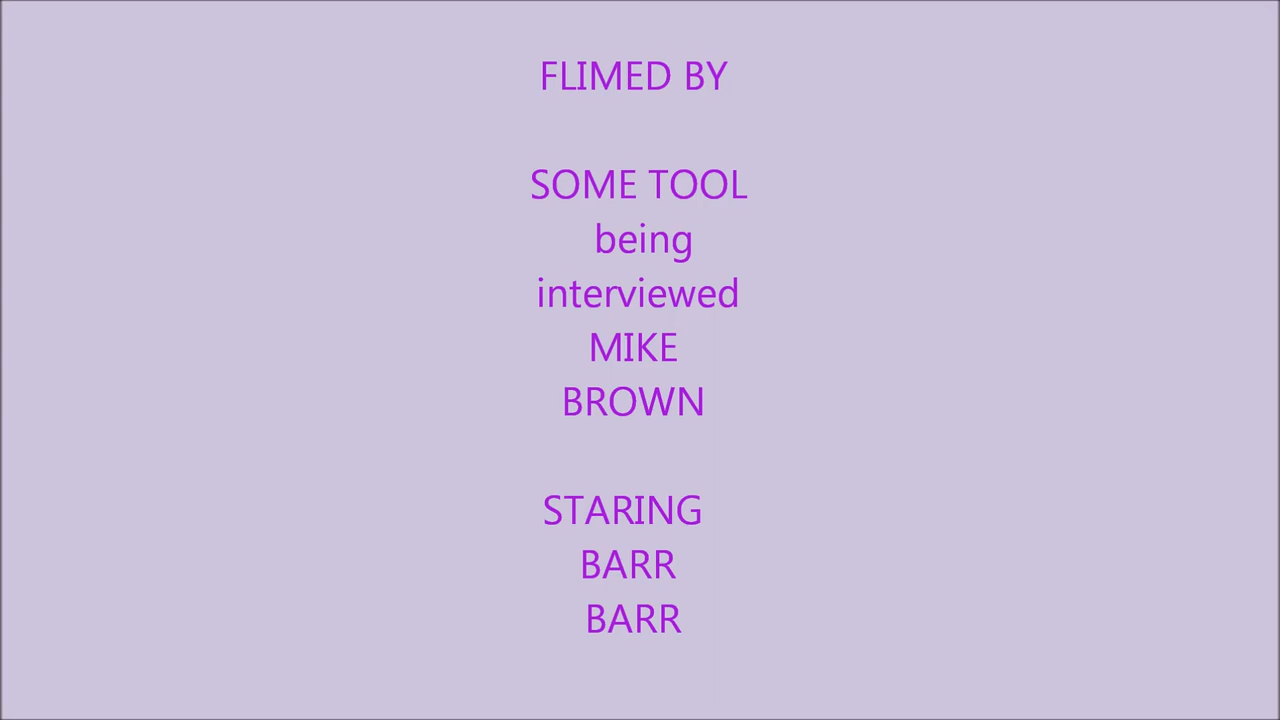 FLIMED BY
SOME TOOL
being
interviewed
MIKE
BROWN
STARING
BARR
BARR